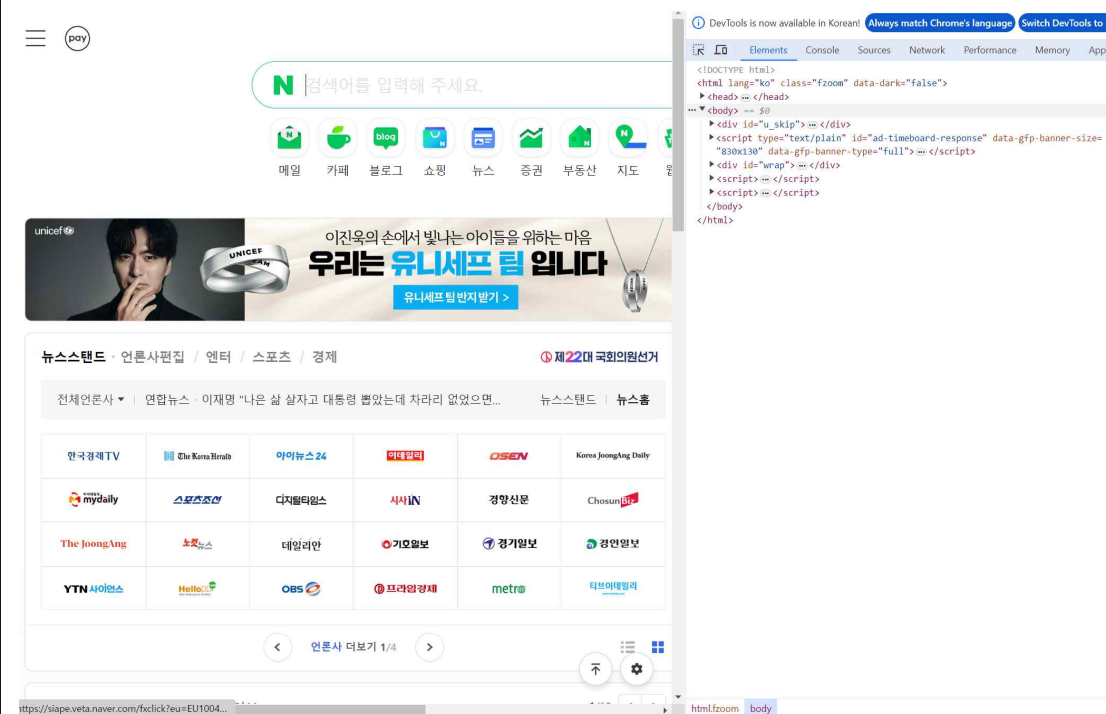 DevTools is now available in Korean! Always match Chrome's language Switch DevTools to
Elements Console Sources Network Performance Memory App
pay
N 검색어를 입력해 주세요.
메일 카페 블로그 쇼핑 뉴스 증권 부동산 지도
blog
unicef
UNICEF
이진욱의 손에서 빛나는 아이들을 위하는 마음
우리는 유니세프 팀 입니다
유니세프 팀 반지 받기 >
뉴스스탠드 · 언론사편집 / 엔터 / 스포츠 / 경제
제22대 국회의원선거
전체언론사 연합뉴스 · 이재명 "나은 삶 살자고 대통령 뽑았는데 차라리 없었으면... 뉴스스탠드 뉴스홈
한국경제TV The Korea Herald 아이뉴스24 이데일리 OSEN Korea JoongAng Daily
mydaily 스포츠조선 디지털타임스 시사IN 경향신문 ChosunBiz
The JoongAng 노컷뉴스 데일리안 기호일보 경기일보 경인일보
YTN 사이언스 HelloDD OBS 프라임경제 metro 티브이데일리
언론사 더보기 1/4
https://siape.veta.naver.com/fxclick?eu=EU1004...
<!DOCTYPE html>
<html lang="ko" class="fzoom" data-dark="false">
<head> … </head>
… <body> == $0
<div id="u_skip"> … </div>
<script type="text/plain" id="ad-timeboard-response" data-gfp-banner-size=
"830x130" data-gfp-banner-type="full"> … </script>
<div id="wrap"> … </div>
<script> … </script>
<script> … </script>
</body>
</html>
html.fzoom body